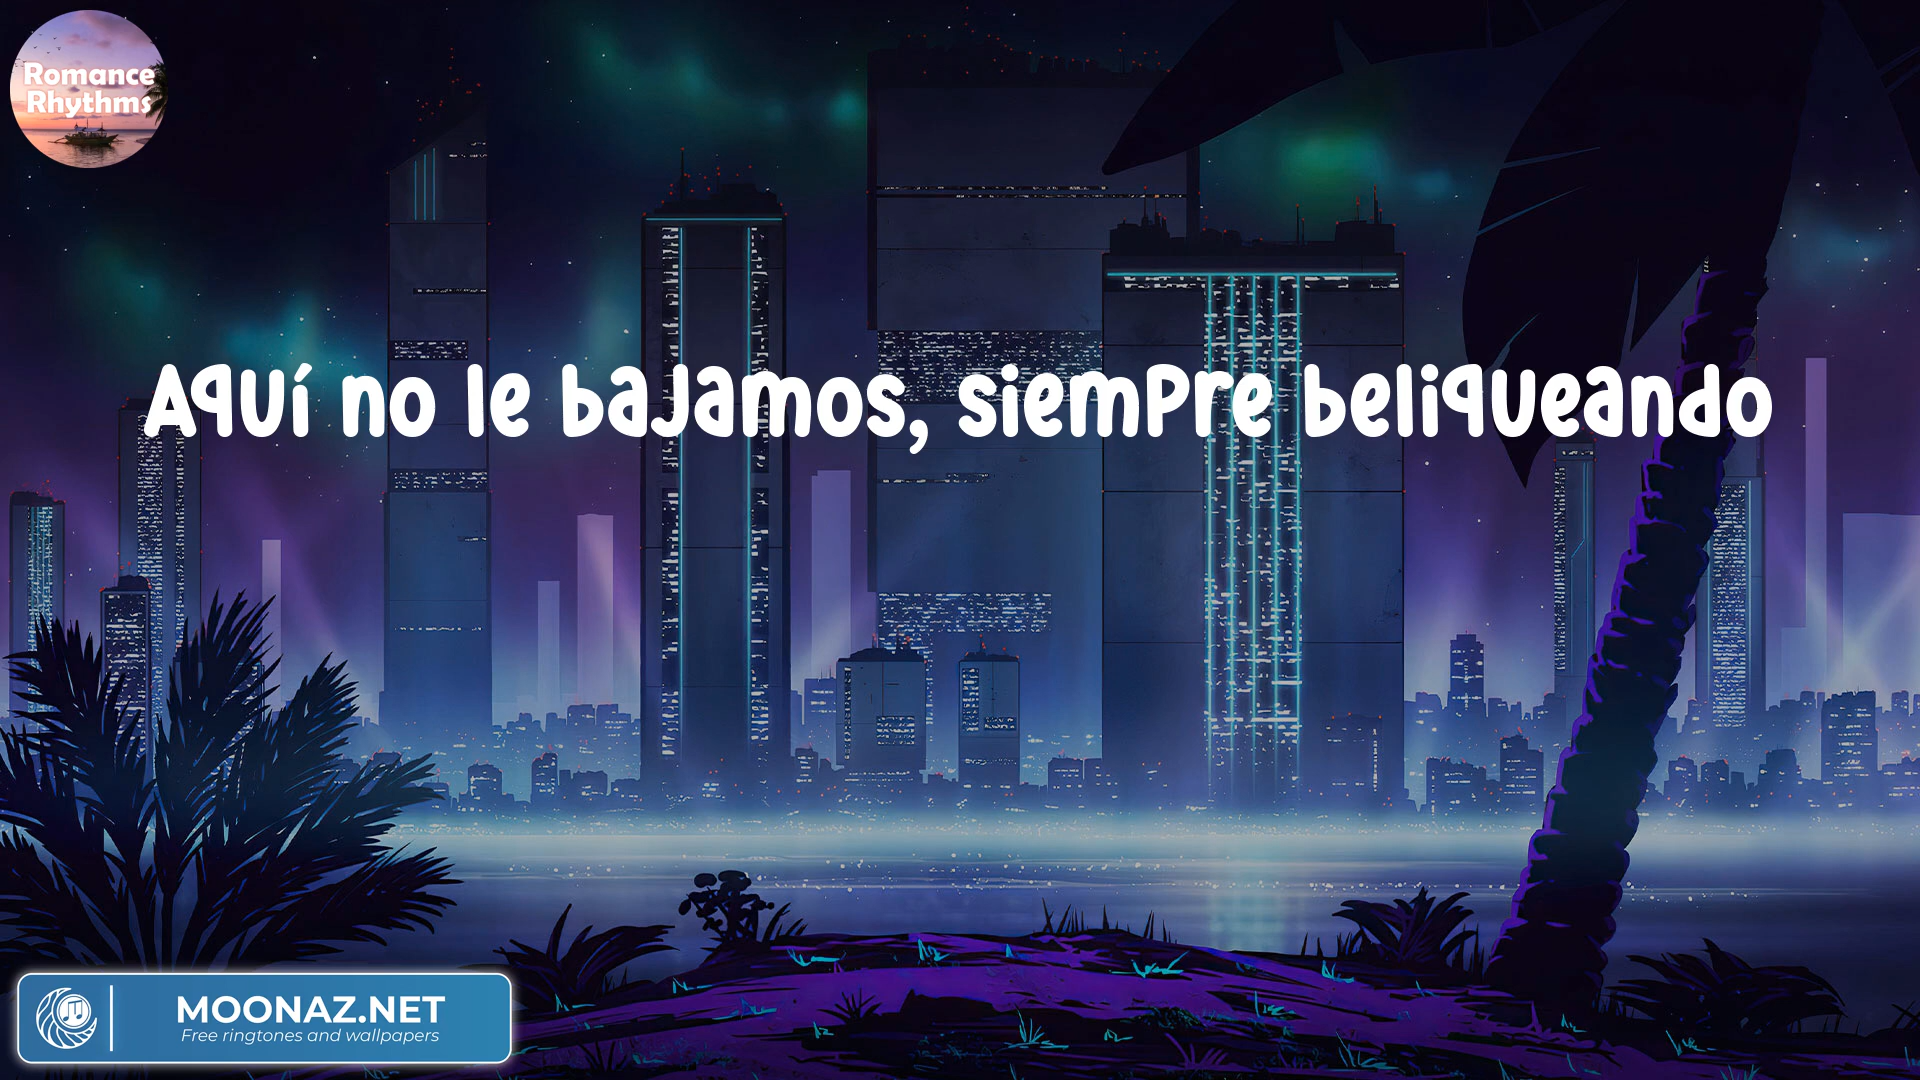 Romance
Rhythms
Aquí no le bajamos, siempre beliqueando
MOONAZ.NET
Free ringtones and wallpapers